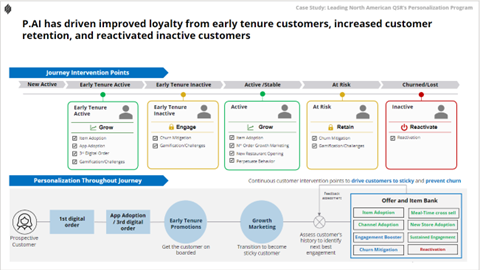 Case Study: Leading North American QSR's Personalization Program
P.AI has driven improved loyalty from early tenure customers, increased customer
retention, and reactivated inactive customers
Journey Intervention Points
New Active
Early Tenure Active
Early Tenure Inactive
Active /Stable
At Risk
Churned/Lost
Early Tenure
Active
Grow
Item Adoption
App Adoption
3rd Digital Order
Gamification/Challenges
Early Tenure
Inactive
Engage
Churn Mitigation
Gamification/Challenges
Active
Grow
Item Adoption
Nth Order Growth Marketing
New Restaurant Opening
Perpetuate Behavior
At Risk
Retain
Churn Mitigation
Gamification/Challenges
Inactive
Reactivate
Reactivation
Personalization Throughout Journey
Continuous customer intervention points to drive customers to sticky and prevent churn
Prospective
Customer
1st digital
order
App Adoption
/ 3rd digital
order
Early Tenure
Promotions
Get the customer on
boarded
Growth
Marketing
Transition to become
sticky customer
Feedback
assessment
Assess customer's
history to identify
next best
engagement
Offer and Item Bank
Item Adoption
Meal-Time cross sell
Channel Adoption
New Store Adoption
Engagement Booster
Sustained Engagement
Churn Mitigation
Reactivation